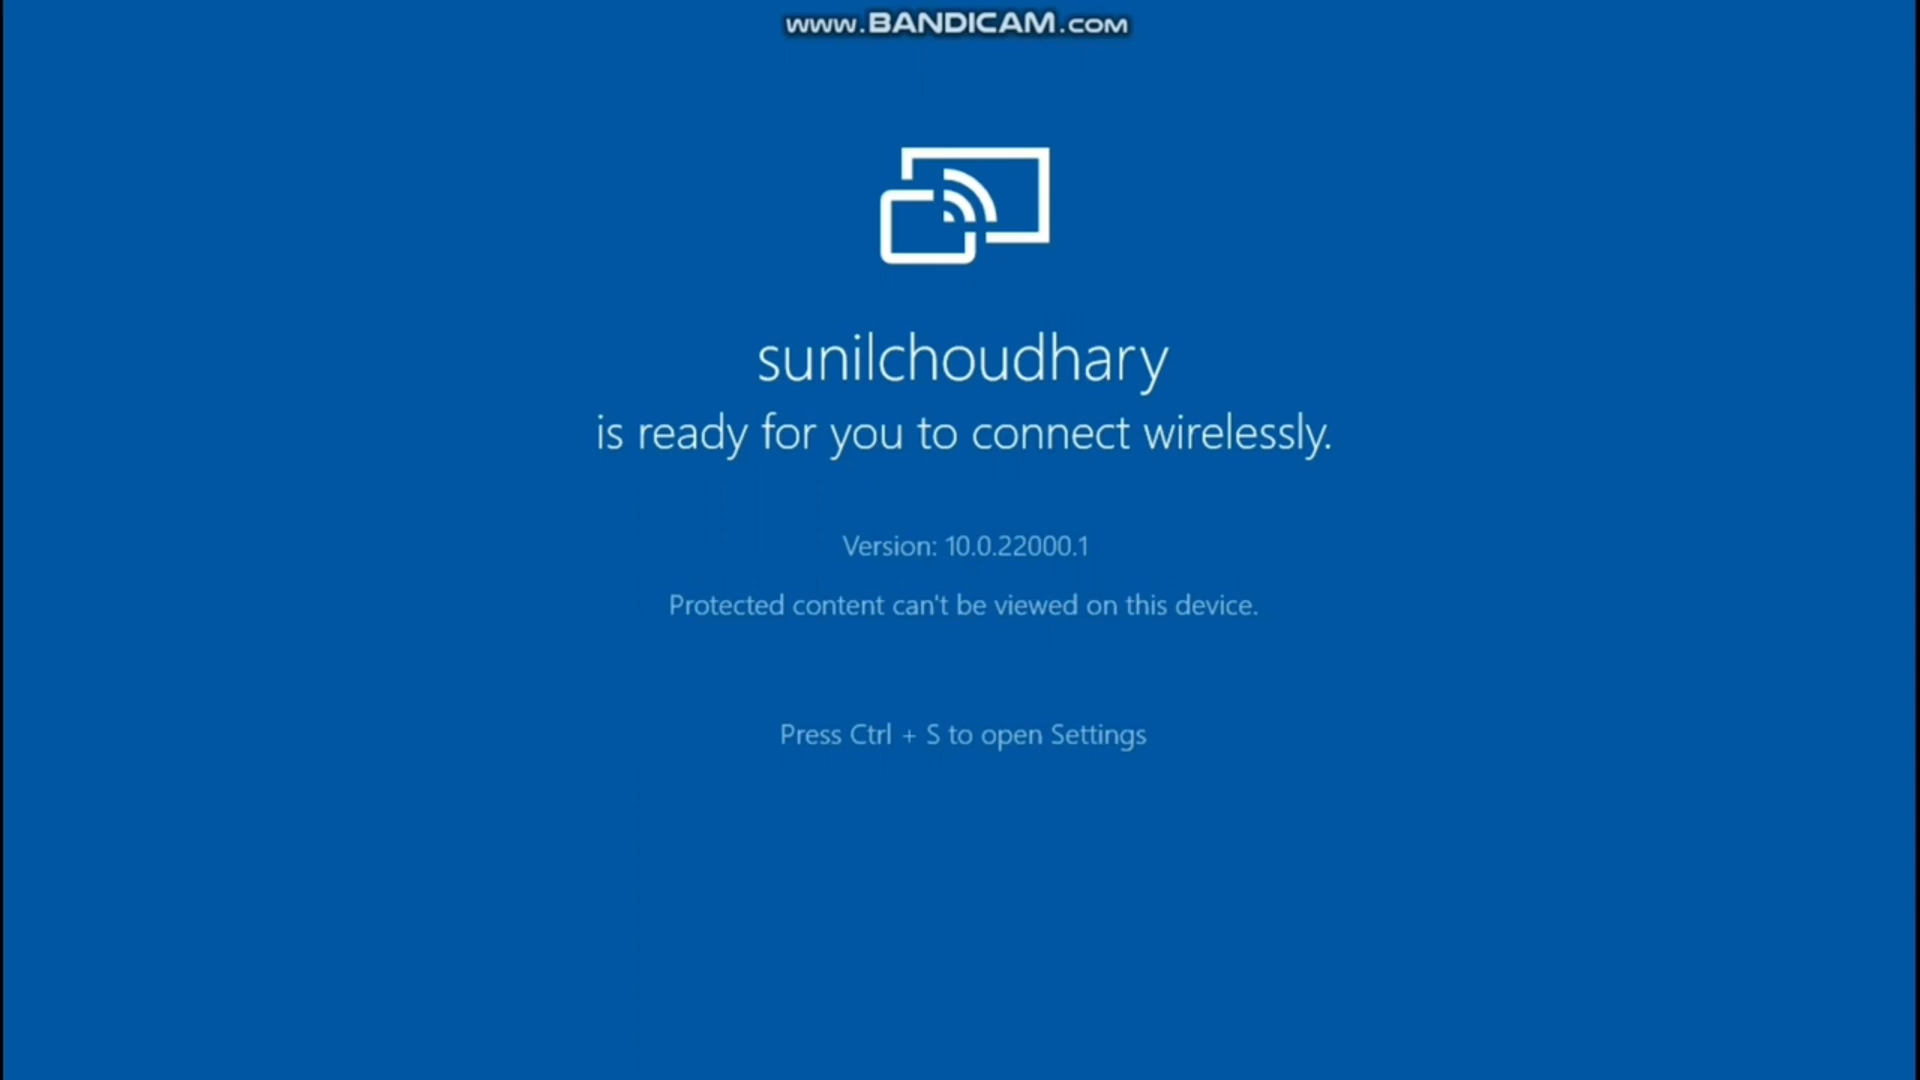 www.BANDICAM.com
sunilchoudhary
is ready for you to connect wirelessly.
Version: 10.0.22000.1
Protected content can't be viewed on this device.
Press Ctrl + S to open Settings